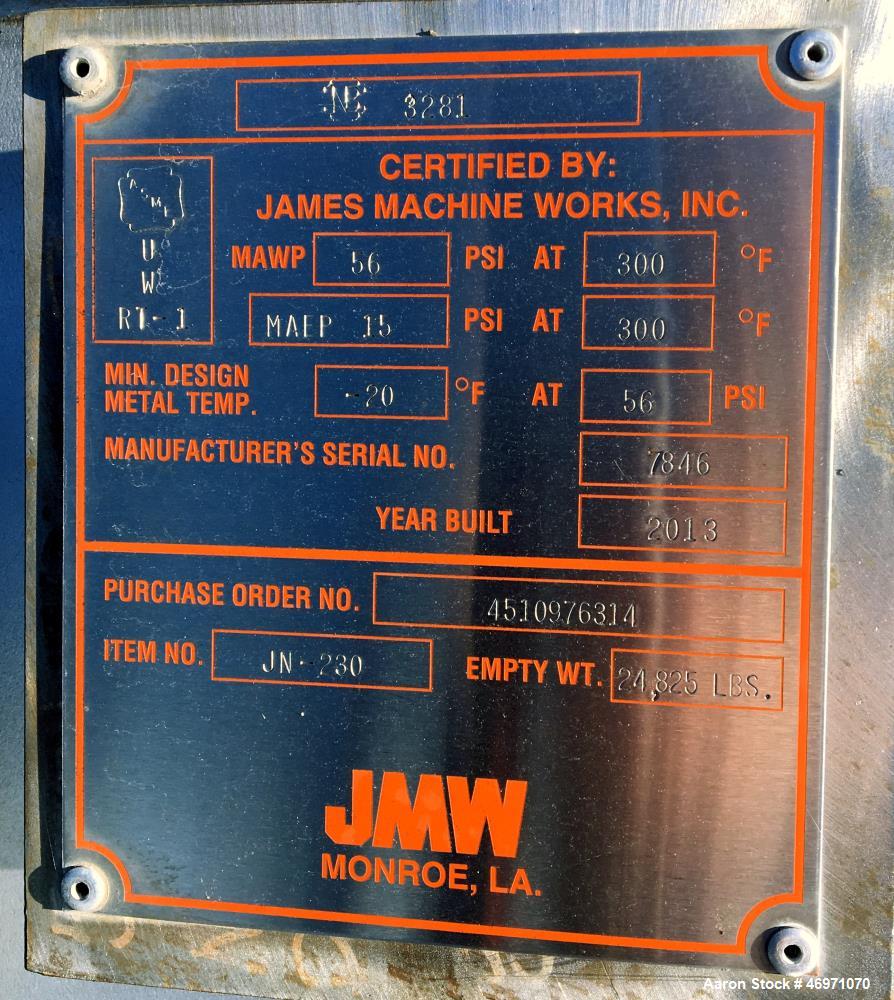 NB 3281
CERTIFIED BY:
JAMES MACHINE WORKS, INC.
ASME
U
W
RT-1
MAWP 56 PSI AT 300 °F
MAEP 15 PSI AT 300 °F
MIN. DESIGN
METAL TEMP. -20 °F AT 56 PSI
MANUFACTURER'S SERIAL NO. 7846
YEAR BUILT 2013
PURCHASE ORDER NO. 4510976314
ITEM NO. JN-230 EMPTY WT. 24,825 LBS.
JMW
MONROE, LA.
Aaron Stock # 46971070